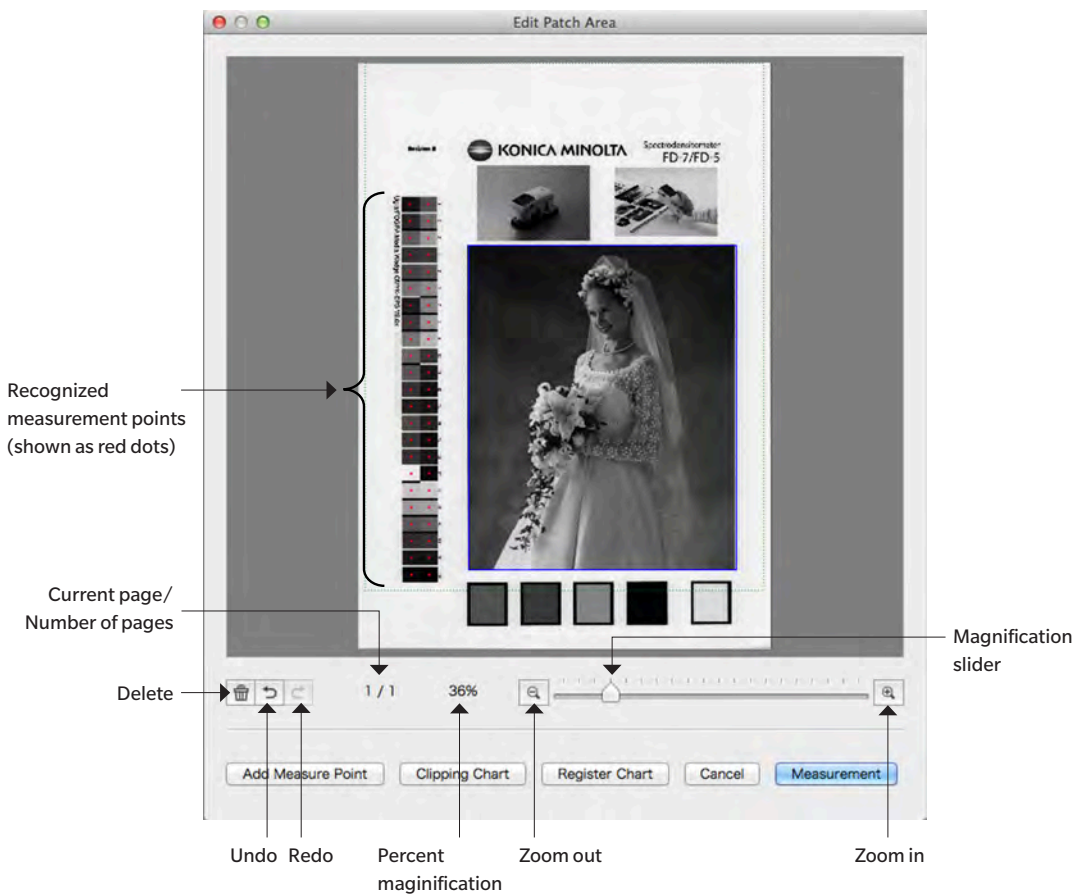 Edit Patch Area
KONICA MINOLTA
Spectrodensitometer
FD-7/FD-5
Recognized
measurement points
(shown as red dots)
Current page/
Number of pages
Magnification
slider
Delete
1 / 1
36%
Add Measure Point
Clipping Chart
Register Chart
Cancel
Measurement
Undo
Redo
Percent
maginification
Zoom out
Zoom in